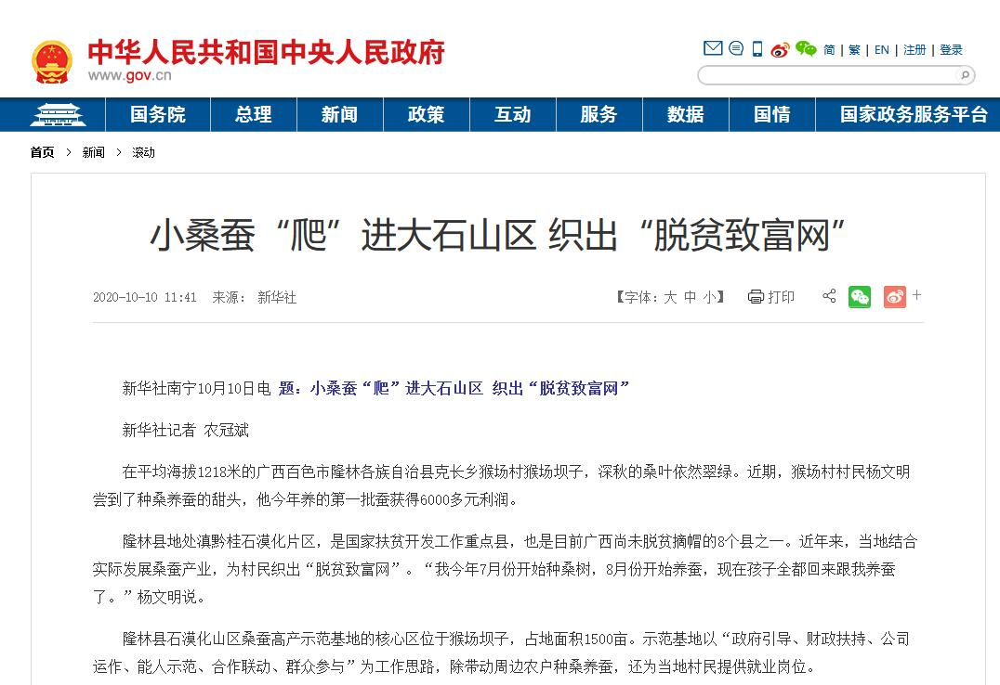 中华人民共和国中央人民政府
www.gov.cn
简 | 繁 | EN | 注册 | 登录
国务院 总理 新闻 政策 互动 服务 数据 国情 国家政务服务平台
首页 > 新闻 > 滚动
小桑蚕“爬”进大石山区 织出“脱贫致富网”
2020-10-10 11:41 来源： 新华社 【字体：大 中 小】 打印 +
新华社南宁10月10日电 题：小桑蚕“爬”进大石山区 织出“脱贫致富网”
新华社记者 农冠斌
在平均海拔1218米的广西百色市隆林各族自治县克长乡猴场村猴场坝子，深秋的桑叶依然翠绿。近期，猴场村村民杨文明
尝到了种桑养蚕的甜头，他今年养的第一批蚕获得6000多元利润。
隆林县地处滇黔桂石漠化片区，是国家扶贫开发工作重点县，也是目前广西尚未脱贫摘帽的8个县之一。近年来，当地结合
实际发展桑蚕产业，为村民织出“脱贫致富网”。“我今年7月份开始种桑树，8月份开始养蚕，现在孩子全都回来跟我养蚕
了。”杨文明说。
隆林县石漠化山区桑蚕高产示范基地的核心区位于猴场坝子，占地面积1500亩。示范基地以“政府引导、财政扶持、公司
运作、能人示范、合作联动、群众参与”为工作思路，除带动周边农户种桑养蚕，还为当地村民提供就业岗位。